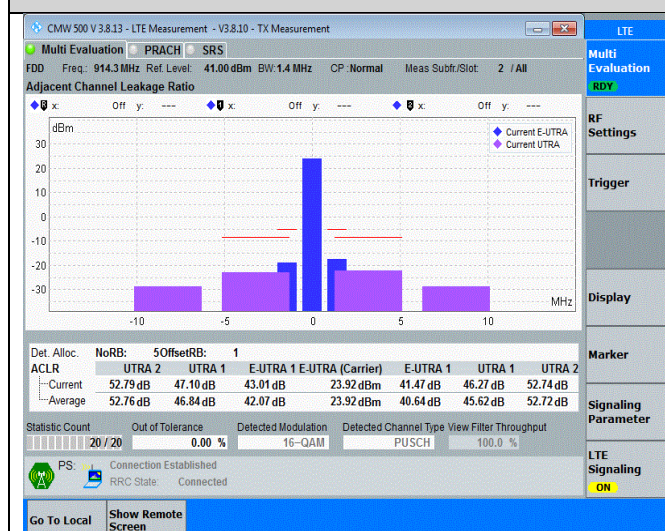 CMW 500 V 3.8.13 - LTE Measurement - V3.8.10 - TX Measurement
LTE
Multi Evaluation PRACH SRS
Multi
Evaluation
RDY
FDD Freq.: 914.3 MHz Ref. Level: 41.00 dBm BW: 1.4 MHz CP : Normal Meas Subfr./Slot: 2 / All
Adjacent Channel Leakage Ratio
x: Off y: --- x: Off y: --- x: Off y: ---
dBm
Current E-UTRA
Current UTRA
30
20
10
0
-10
-20
-30
MHz
-10 -5 0 5 10
RF
Settings
Trigger
Display
Marker
Signaling
Parameter
LTE
Signaling
ON
Det. Alloc. NoRB: 5 OffsetRB: 1
ACLR UTRA 2 UTRA 1 E-UTRA 1 E-UTRA (Carrier) E-UTRA 1 UTRA 1 UTRA 2
Current 52.79 dB 47.10 dB 43.01 dB 23.92 dBm 41.47 dB 46.27 dB 52.74 dB
Average 52.76 dB 46.84 dB 42.07 dB 23.92 dBm 40.64 dB 45.62 dB 52.72 dB
Statistic Count Out of Tolerance Detected Modulation Detected Channel Type View Filter Throughput
20 / 20 0.00 % 16-QAM PUSCH 100.0 %
PS: Connection Established
RRC State: Connected
Go To Local
Show Remote
Screen